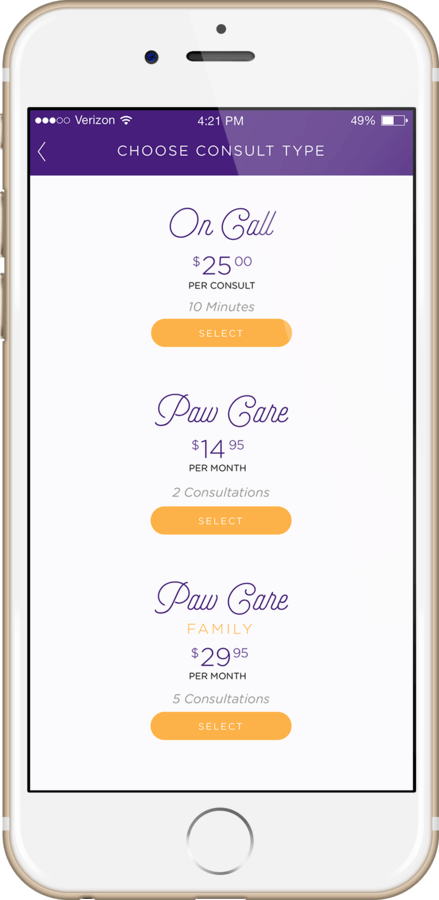 Verizon 4:21 PM 49%
CHOOSE CONSULT TYPE
On Call
$25 00
PER CONSULT
10 Minutes
SELECT
Paw Care
$14 95
PER MONTH
2 Consultations
SELECT
Paw Care
FAMILY
$29 95
PER MONTH
5 Consultations
SELECT